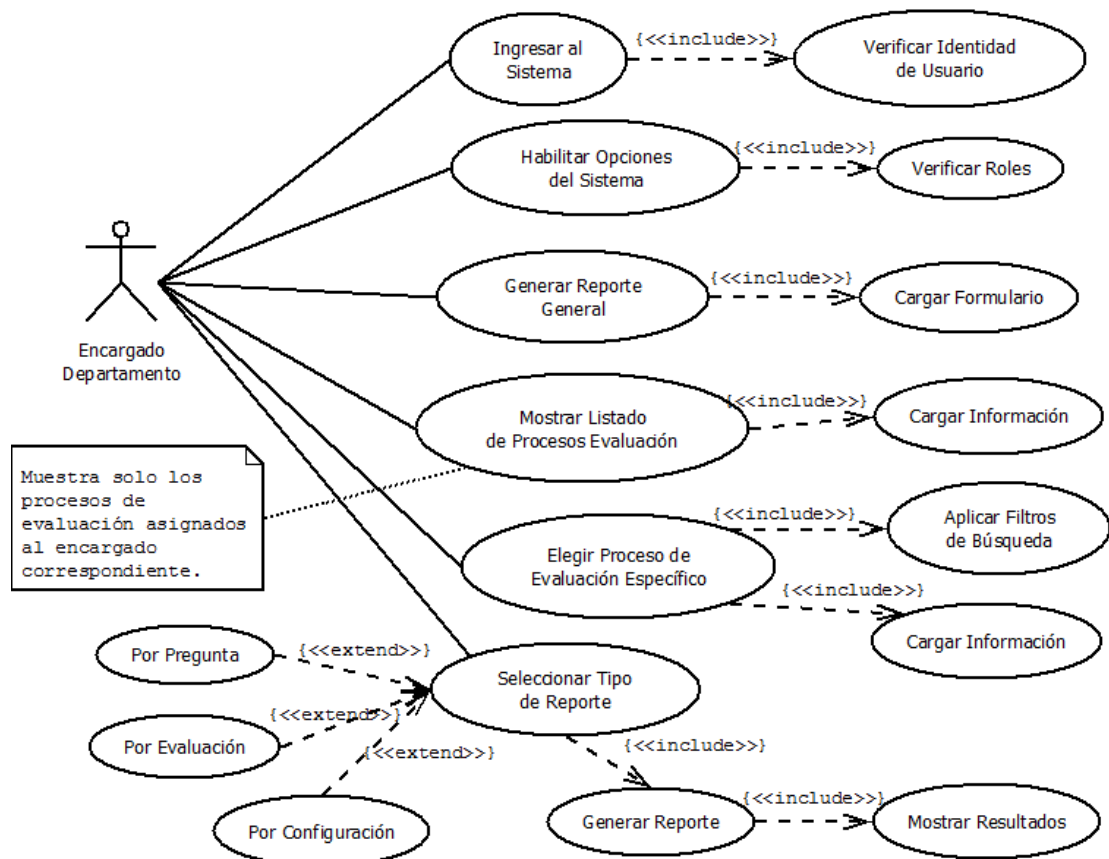 Ingresar al
Sistema
{<<include>>}
Verificar Identidad
de Usuario
Habilitar Opciones
del Sistema
{<<include>>}
Verificar Roles
Encargado
Departamento
Generar Reporte
General
{<<include>>}
Cargar Formulario
Mostrar Listado
de Procesos Evaluación
{<<include>>}
Cargar Información
Muestra solo los
procesos de
evaluación asignados
al encargado
correspondiente.
Elegir Proceso de
Evaluación Específico
{<<include>>}
Aplicar Filtros
de Búsqueda
{<<include>>}
Cargar Información
Por Pregunta
{<<extend>>}
Seleccionar Tipo
de Reporte
Por Evaluación
{<<extend>>}
{<<extend>>}
Por Configuración
{<<include>>}
Generar Reporte
{<<include>>}
Mostrar Resultados